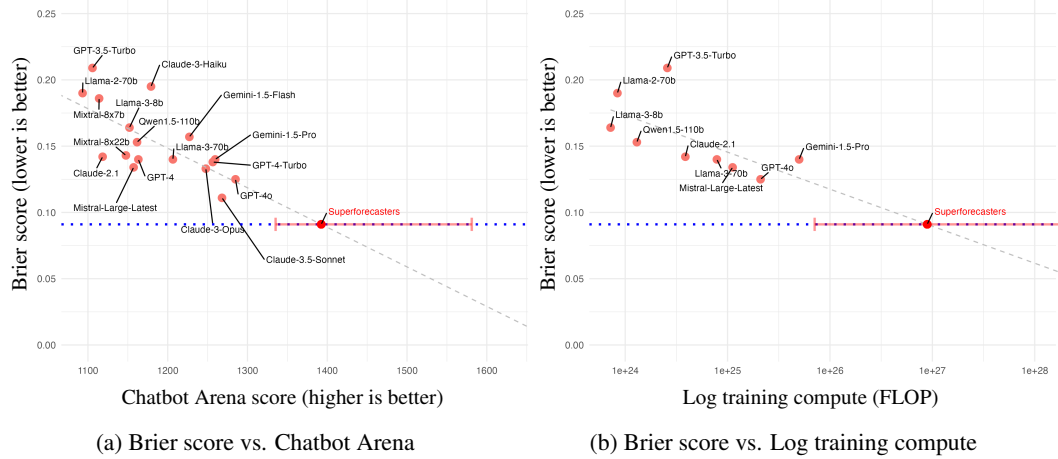 Brier score (lower is better)
0.25
0.20
0.15
0.10
0.05
0.00
GPT-3.5-Turbo
Claude-3-Haiku
Llama-2-70b
Gemini-1.5-Flash
Llama-3-8b
Mixtral-8x7b
Qwen1.5-110b
Gemini-1.5-Pro
Mixtral-8x22b
Llama-3-70b
GPT-4-Turbo
Claude-2.1
GPT-4
GPT4o
Mistral-Large-Latest
Superforecasters
Claude-3-Opus
Claude-3.5-Sonnet
1100 1200 1300 1400 1500 1600
Chatbot Arena score (higher is better)
(a) Brier score vs. Chatbot Arena
Brier score (lower is better)
0.25
0.20
0.15
0.10
0.05
0.00
GPT-3.5-Turbo
Llama-2-70b
Llama-3-8b
Qwen1.5-110b
Claude-2.1
Gemini-1.5-Pro
GPT-4o
Llama-3-70b
Mistral-Large-Latest
Superforecasters
1e+24 1e+25 1e+26 1e+27 1e+28
Log training compute (FLOP)
(b) Brier score vs. Log training compute